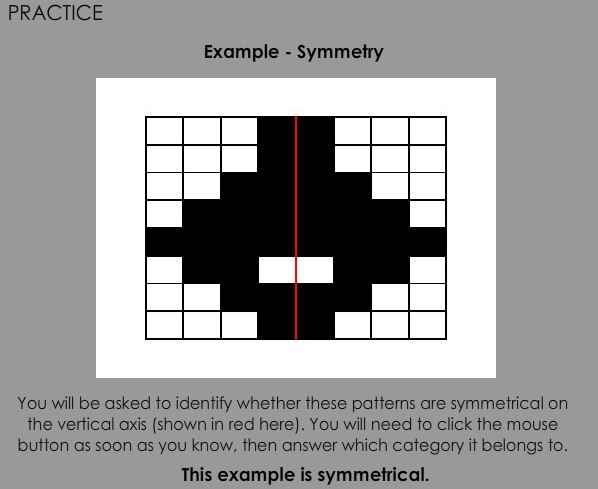 PRACTICE
Example - Symmetry
You will be asked to identify whether these patterns are symmetrical on
the vertical axis (shown in red here). You will need to click the mouse
button as soon as you know, then answer which category it belongs to.
This example is symmetrical.